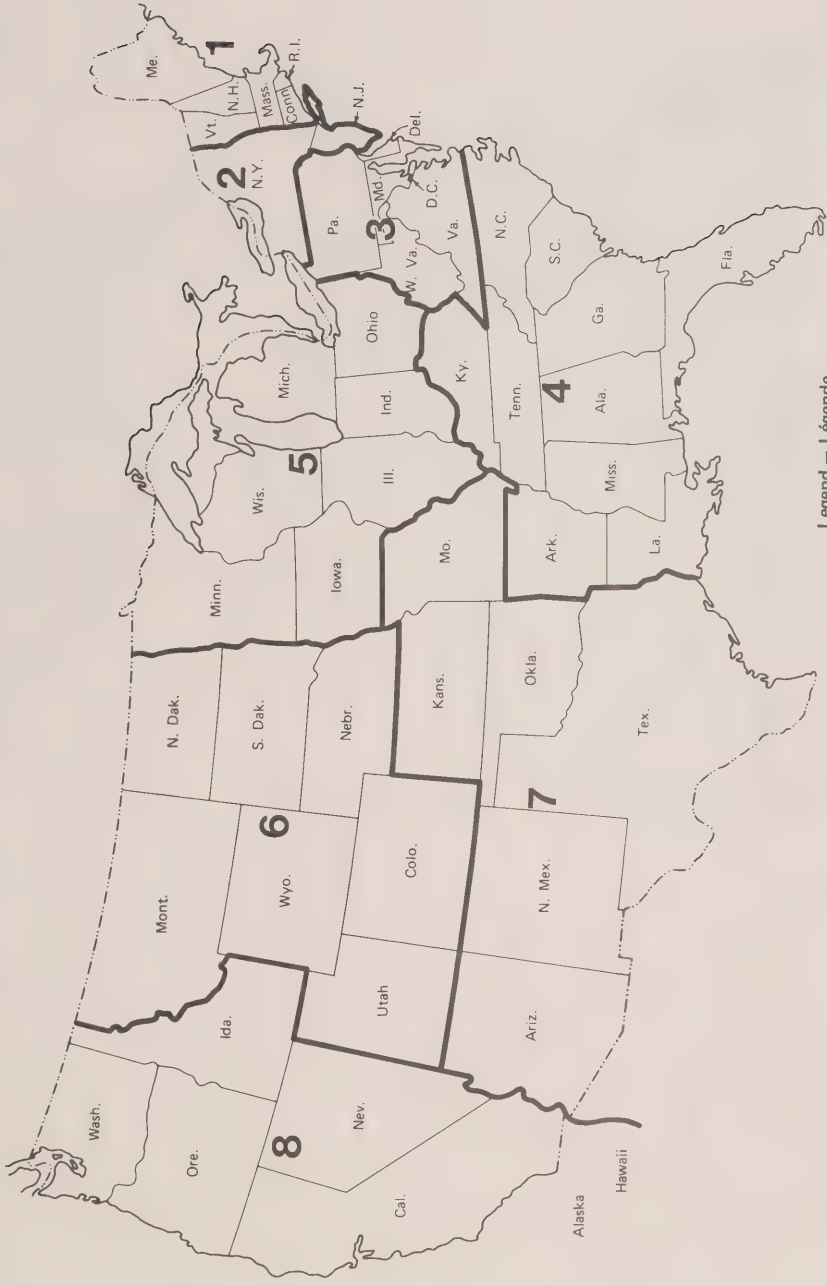 Wash.
Ore.
Cal.
8
Nev.
Ida.
Mont.
Wyo.
6
Utah
Colo.
Ariz.
N. Mex.
7
N. Dak.
S. Dak.
Nebr.
Kans.
Okla.
Tex.
Minn.
Iowa.
Mo.
Ark.
La.
Wis.
5
Ill.
Mich.
Ind.
Ohio
Ky.
Tenn.
4
Miss.
Ala.
Ga.
Fla.
S.C.
N.C.
Va.
W. Va.
3
Md.
D.C.
Del.
Pa.
N.J.
2
N.Y.
Vt.
N.H.
Me.
1
Mass.
Conn
R.I.
Alaska
Hawaii
Legend – Légende